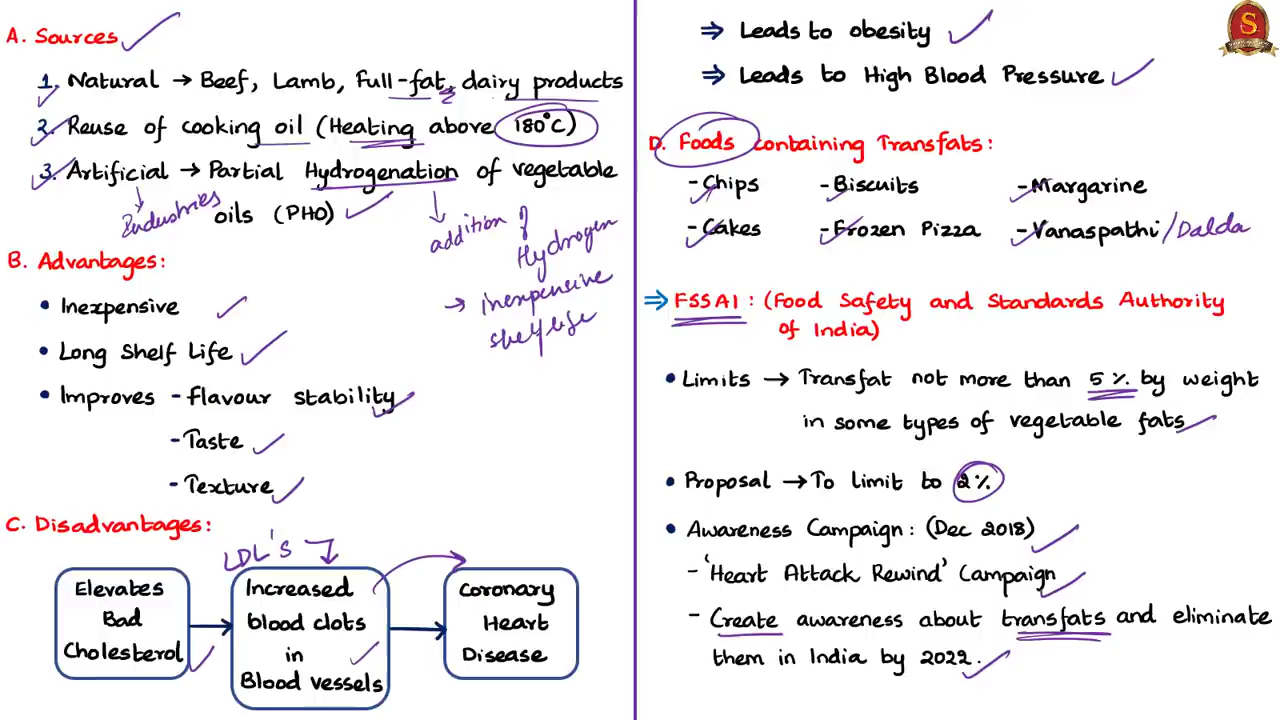 A. Sources
1. Natural → Beef, Lamb, Full-fat, dairy products
2. Reuse of cooking oil (Heating above 180°C)
3. Artificial → Partial Hydrogenation of vegetable
oils (PHO)
Industries
addition of
Hydrogen
→ inexpensive
shelf life
B. Advantages:
• Inexpensive
• Long Shelf Life
• Improves - flavour stability
- Taste
- Texture
C. Disadvantages:
LDL's
Elevates
Bad
Cholesterol
Increased
blood clots
in
Blood vessels
Coronary
Heart
Disease
⇒ Leads to obesity
⇒ Leads to High Blood Pressure
D. Foods containing Transfats:
- Chips - Biscuits - Margarine
- Cakes - Frozen Pizza - Vanaspathi / Dalda
⇒ FSSAI : (Food Safety and Standards Authority
of India)
• Limits → Transfat not more than 5% by weight
in some types of vegetable fats
• Proposal → To limit to 2%
• Awareness Campaign: (Dec 2018)
- 'Heart Attack Rewind' Campaign
- Create awareness about transfats and eliminate
them in India by 2022.
S